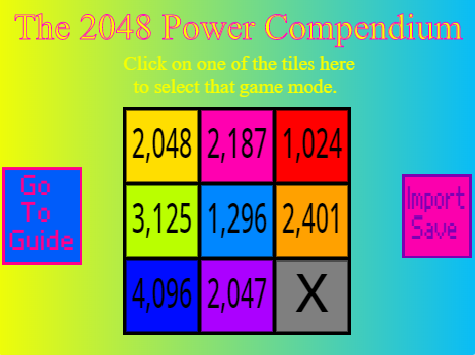 The 2048 Power Compendium
Click on one of the tiles here
to select that game mode.
2,048 2,187 1,024
3,125 1,296 2,401
4,096 2,047 X
Go
To
Guide
Import
Save